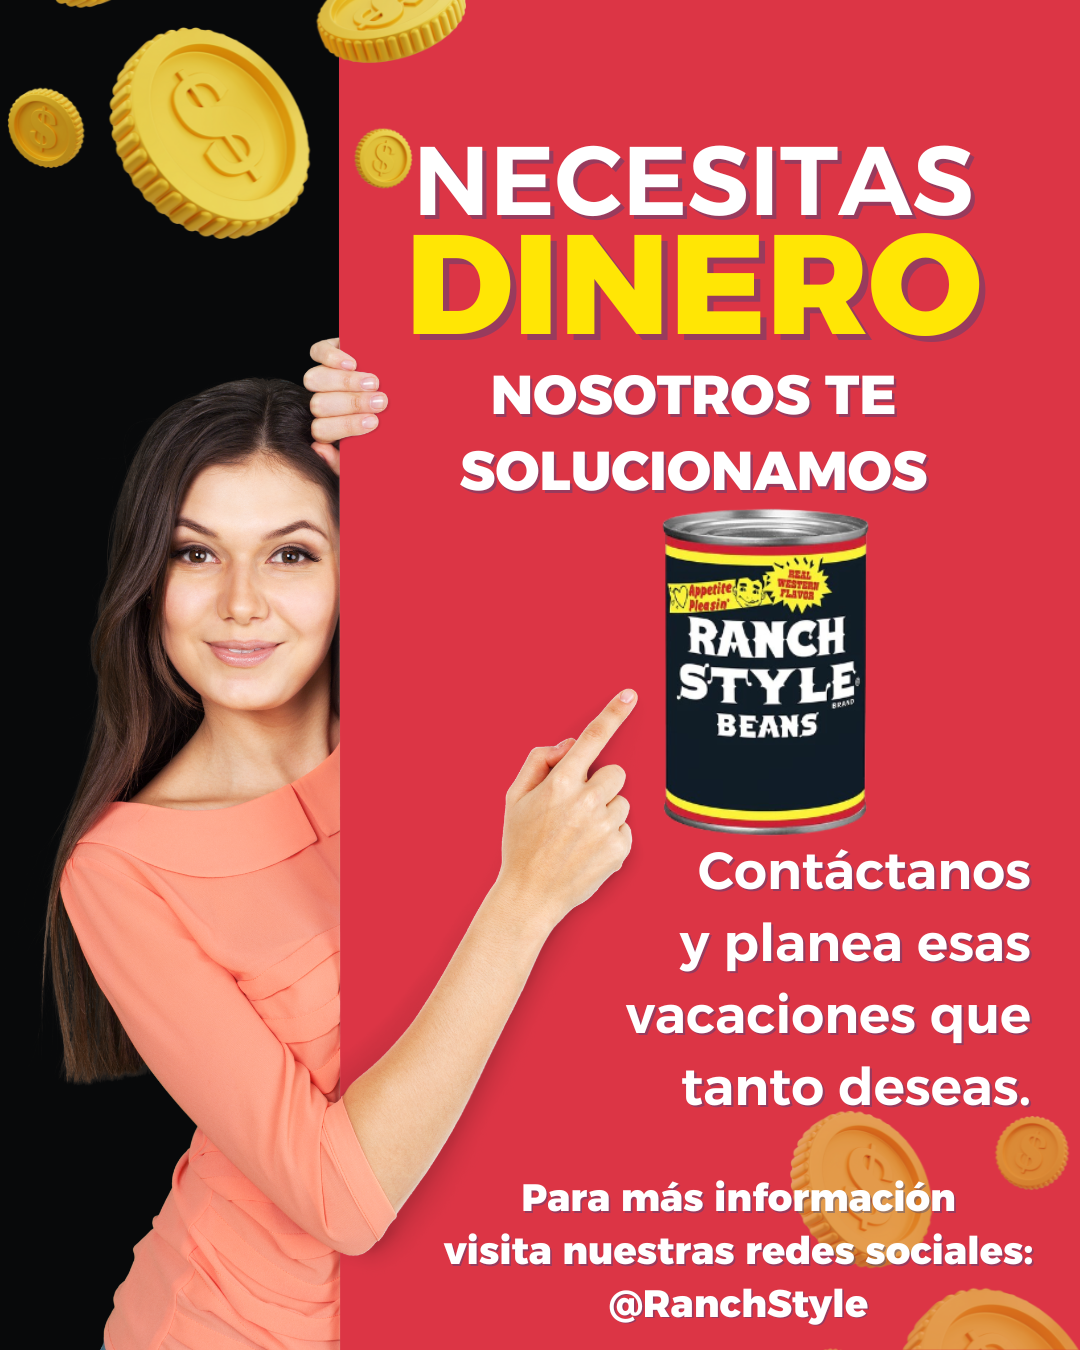 NECESITAS
DINERO
NOSOTROS TE
SOLUCIONAMOS
Appetite
Pleasin'
REAL
WESTERN
FLAVOR
RANCH
STYLE®
BRAND
BEANS
Contáctanos
y planea esas
vacaciones que
tanto deseas.
Para más información
visita nuestras redes sociales:
@RanchStyle